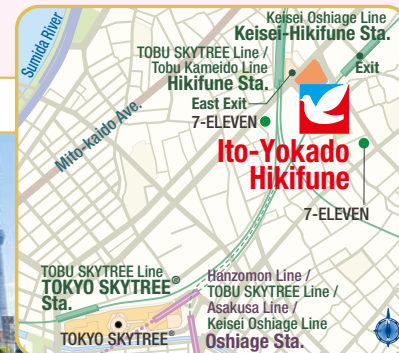 Keisei Oshiage Line
Keisei-Hikifune Sta.
Sumida River
TOBU SKYTREE Line /
Tobu Kameido Line
Hikifune Sta.
Exit
East Exit
7-ELEVEN
Mito-kaido Ave.
Ito-Yokado
Hikifune
7-ELEVEN
TOBU SKYTREE Line
TOKYO SKYTREE®
Sta.
Hanzomon Line /
TOBU SKYTREE Line /
Asakusa Line /
Keisei Oshiage Line
Oshiage Sta.
TOKYO SKYTREE®